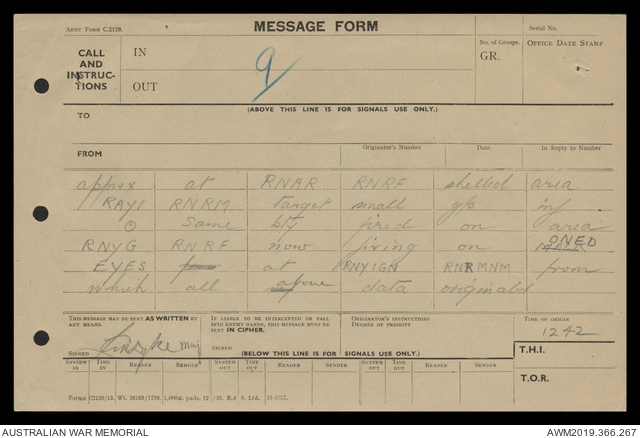 ARMY FORM C.2128.
MESSAGE FORM
Serial No.
CALL AND INSTRUCTIONS
IN
OUT
9
No. of Groups. GR.
OFFICE DATE STAMP
(ABOVE THIS LINE IS FOR SIGNALS USE ONLY.)
TO
FROM
Originator's Number
Date
In Reply to Number
approx at RNAR RNRF shelled area
RAYI RNRM target small gp inf
⊙ Same bty fired on area
RNYG RNRF now firing on ONED
EYES at RNYIGN RNRMNM from
which all above data originated
THIS MESSAGE MAY BE SENT AS WRITTEN BY ANY MEANS.
IF LIABLE TO BE INTERCEPTED OR FALL INTO ENEMY HANDS, THIS MESSAGE MUST BE SENT IN CIPHER.
ORIGINATOR'S INSTRUCTIONS DEGREE OF PRIORITY
TIME OF ORIGIN
1242
SIGNED Maj
SIGNED
(BELOW THIS LINE IS FOR SIGNALS USE ONLY.)
T.H.I.
SYSTEM IN TIME IN READER SENDER SYSTEM OUT TIME OUT READER SENDER SYSTEM OUT TIME OUT READER SENDER
T.O.R.
AUSTRALIAN WAR MEMORIAL
AWM2019.366.267